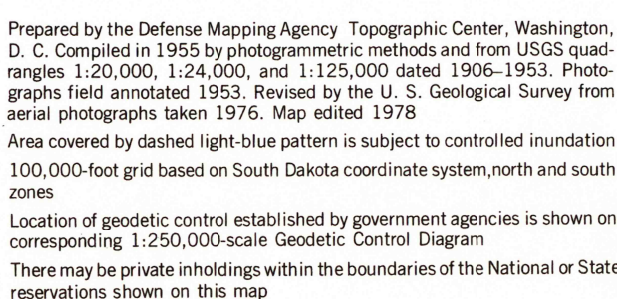 Prepared by the Defense Mapping Agency Topographic Center, Washington,
D. C. Compiled in 1955 by photogrammetric methods and from USGS quad-
rangles 1:20,000, 1:24,000, and 1:125,000 dated 1906–1953. Photo-
graphs field annotated 1953. Revised by the U. S. Geological Survey from
aerial photographs taken 1976. Map edited 1978
Area covered by dashed light-blue pattern is subject to controlled inundation
100,000-foot grid based on South Dakota coordinate system,north and south
zones
Location of geodetic control established by government agencies is shown on
corresponding 1:250,000-scale Geodetic Control Diagram
There may be private inholdings within the boundaries of the National or State
reservations shown on this map